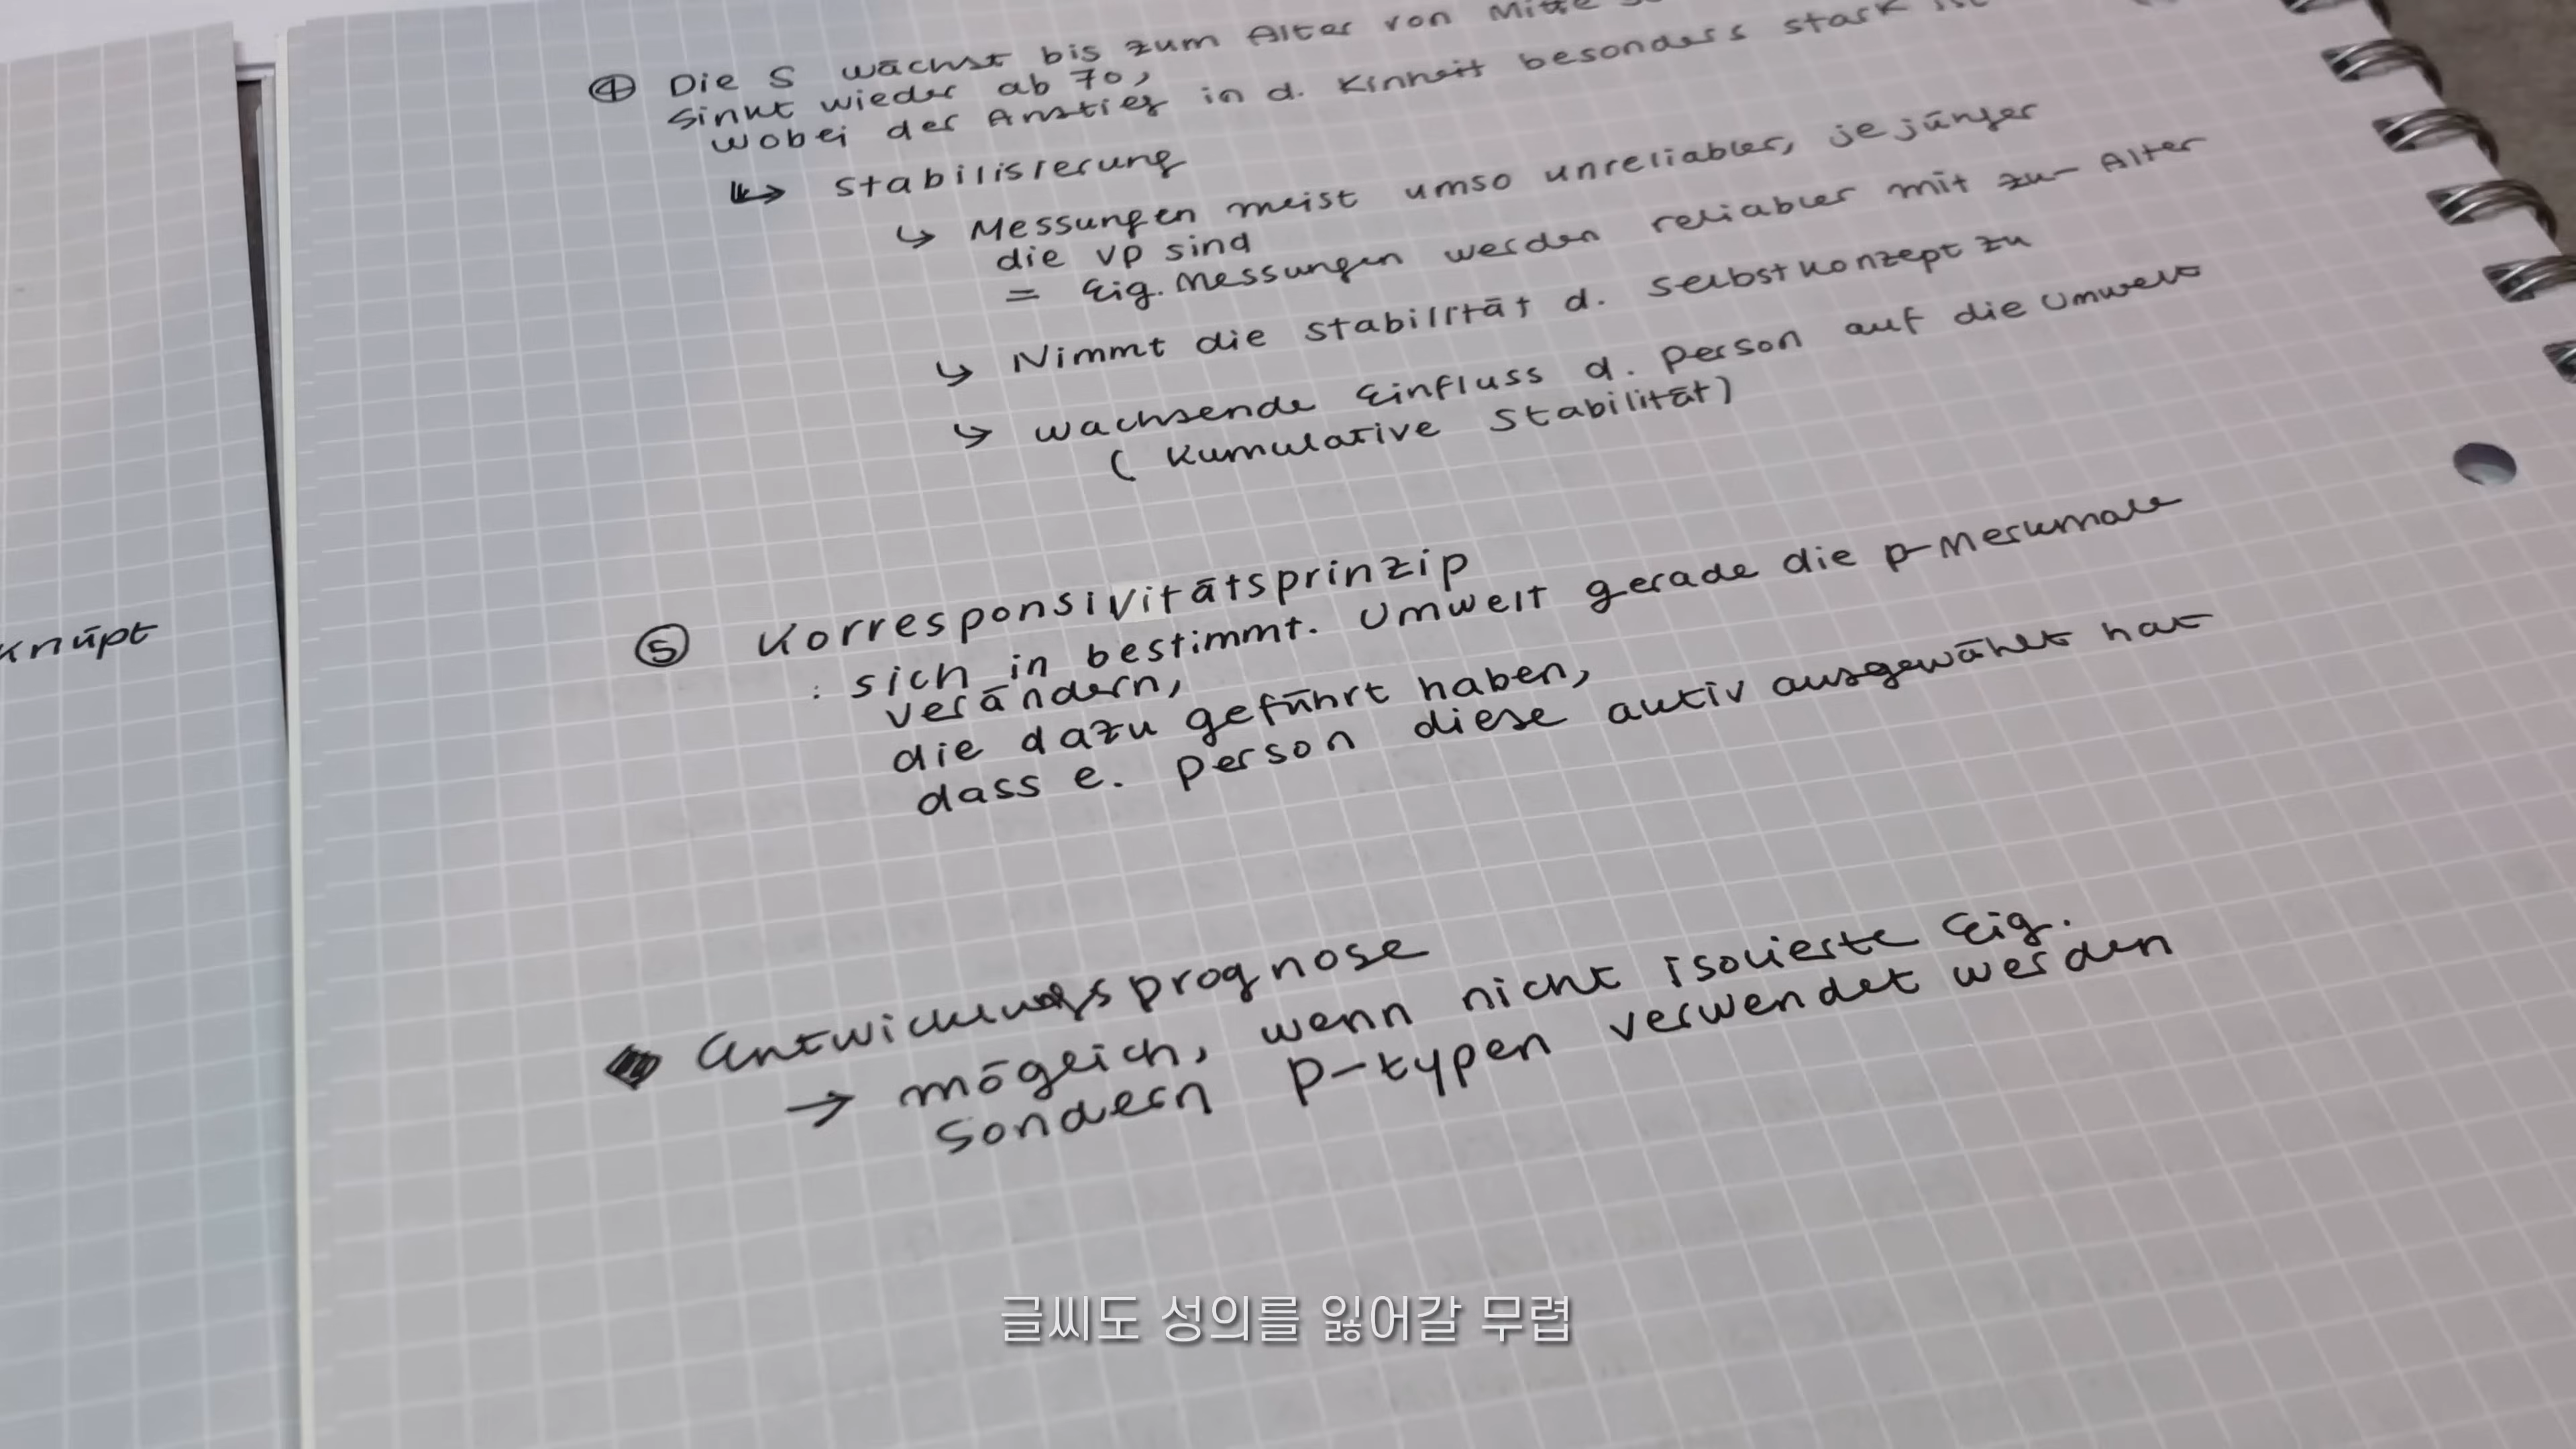 ④ Die S wächst bis zum Alter von Mitte
sinkt wieder ab 70,
wobei der Anstieg in d. Kinheit besonders stark ist
↳ Stabilisierung
↳ Messungen meist umso unreliabler, je jünger
die VP sind
= Eig. Messungen werden reliabler mit zu- Alter
↳ Nimmt die Stabilität d. Selbstkonzept zu
↳ wachsende Einfluss d. Person auf die Umwelt
(Kumulative Stabilität)
knüpt
⑤ Korresponsivitätsprinzip
: sich in bestimmt. Umwelt gerade die P-Merkmale
verändern,
die dazu geführt haben,
dass e. Person diese aktiv ausgewählt hat
◆ Entwicklungsprognose
→ möglich, wenn nicht isolierte Eig.
sondern P-typen verwendet werden
글씨도 성의를 잃어갈 무렵